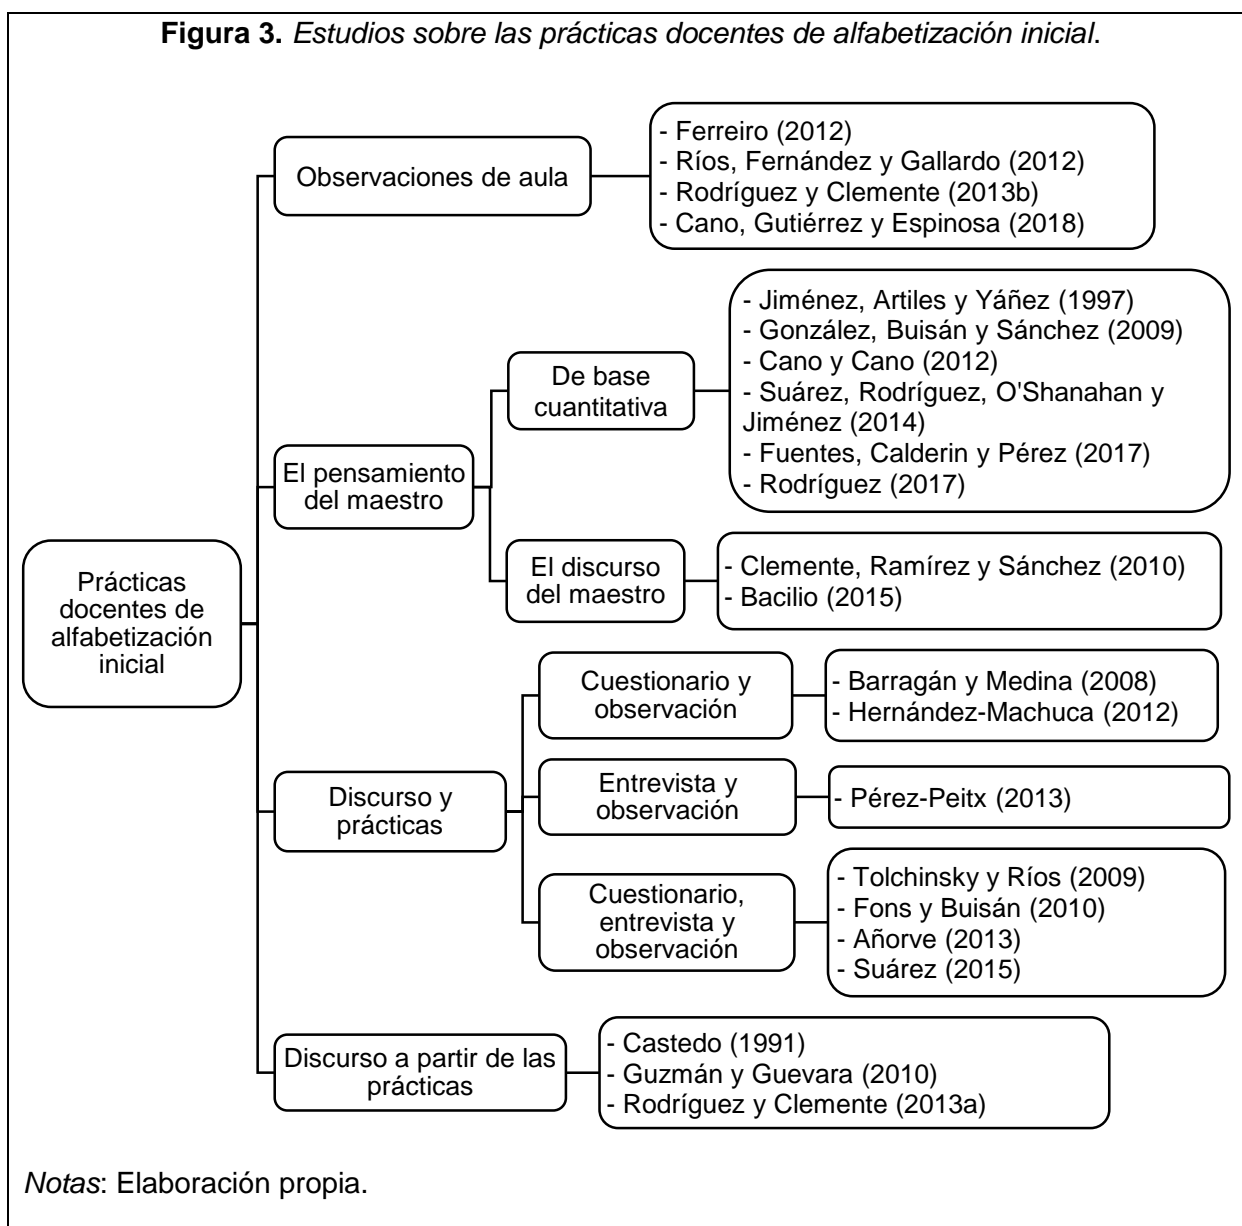 Figura 3. Estudios sobre las prácticas docentes de alfabetización inicial.
Observaciones de aula
- Ferreiro (2012)
- Ríos, Fernández y Gallardo (2012)
- Rodríguez y Clemente (2013b)
- Cano, Gutiérrez y Espinosa (2018)
Prácticas
docentes de
alfabetización
inicial
El pensamiento
del maestro
De base
cuantitativa
- Jiménez, Artiles y Yáñez (1997)
- González, Buisán y Sánchez (2009)
- Cano y Cano (2012)
- Suárez, Rodríguez, O'Shanahan y
Jiménez (2014)
- Fuentes, Calderin y Pérez (2017)
- Rodríguez (2017)
El discurso
del maestro
- Clemente, Ramírez y Sánchez (2010)
- Bacilio (2015)
Discurso y
prácticas
Cuestionario y
observación
- Barragán y Medina (2008)
- Hernández-Machuca (2012)
Entrevista y
observación
- Pérez-Peitx (2013)
Cuestionario,
entrevista y
observación
- Tolchinsky y Ríos (2009)
- Fons y Buisán (2010)
- Añorve (2013)
- Suárez (2015)
Discurso a partir de las
prácticas
- Castedo (1991)
- Guzmán y Guevara (2010)
- Rodríguez y Clemente (2013a)
Notas: Elaboración propia.